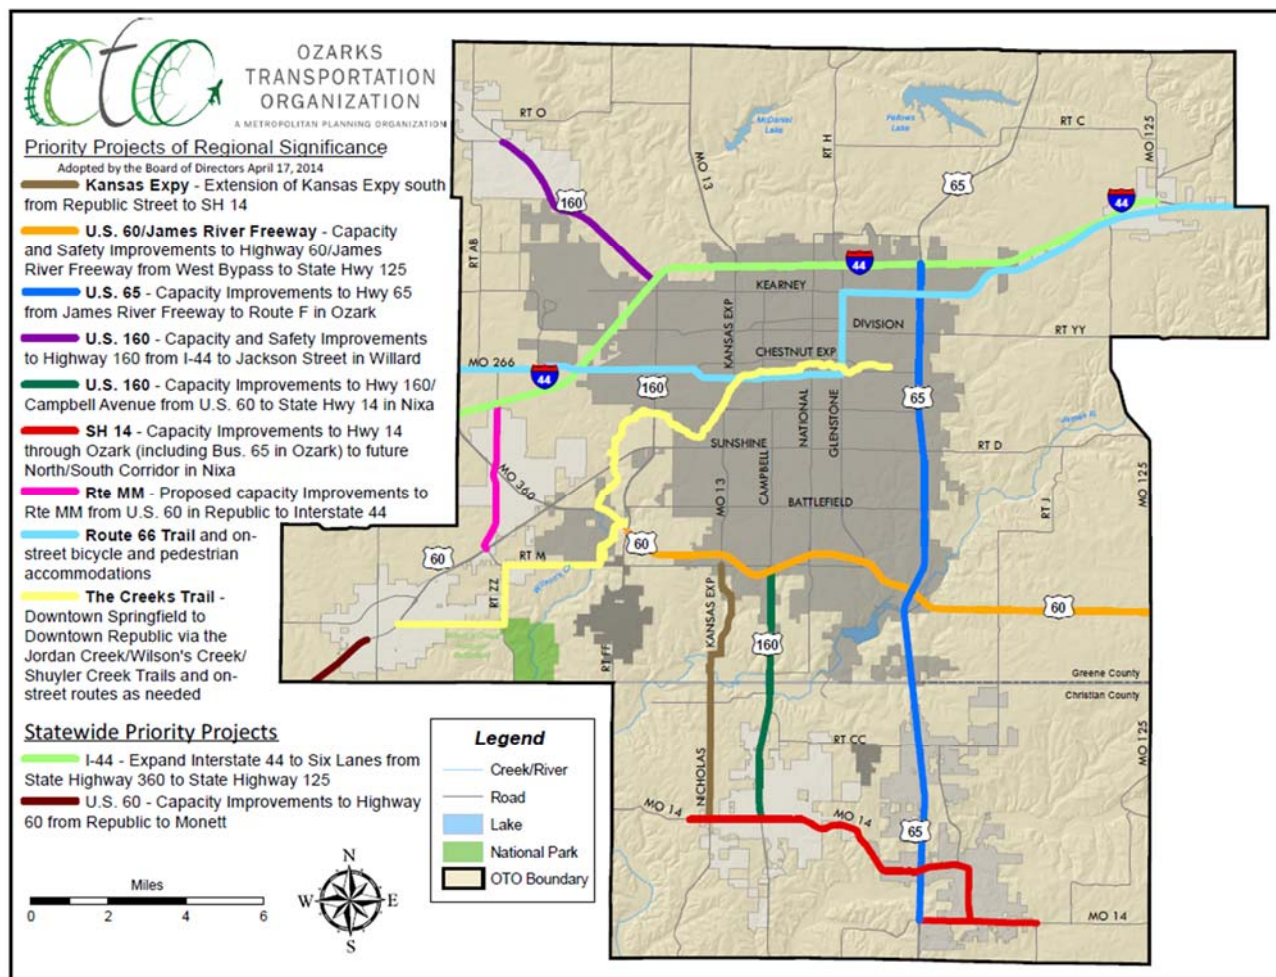 OZARKS
TRANSPORTATION
ORGANIZATION
A METROPOLITAN PLANNING ORGANIZATION
Priority Projects of Regional Significance
Adopted by the Board of Directors April 17, 2014
Kansas Expy - Extension of Kansas Expy south
from Republic Street to SH 14
U.S. 60/James River Freeway - Capacity
and Safety Improvements to Highway 60/James
River Freeway from West Bypass to State Hwy 125
U.S. 65 - Capacity Improvements to Hwy 65
from James River Freeway to Route F in Ozark
U.S. 160 - Capacity and Safety Improvements
to Highway 160 from I-44 to Jackson Street in Willard
U.S. 160 - Capacity Improvements to Hwy 160/
Campbell Avenue from U.S. 60 to State Hwy 14 in Nixa
SH 14 - Capacity Improvements to Hwy 14
through Ozark (including Bus. 65 in Ozark) to future
North/South Corridor in Nixa
Rte MM - Proposed capacity Improvements to
Rte MM from U.S. 60 in Republic to Interstate 44
Route 66 Trail and on-
street bicycle and pedestrian
accommodations
The Creeks Trail -
Downtown Springfield to
Downtown Republic via the
Jordan Creek/Wilson's Creek/
Shuyler Creek Trails and on-
street routes as needed
Statewide Priority Projects
I-44 - Expand Interstate 44 to Six Lanes from
State Highway 360 to State Highway 125
U.S. 60 - Capacity Improvements to Highway
60 from Republic to Monett
Miles
0 2 4 6
N
W E
S
Legend
Creek/River
Road
Lake
National Park
OTO Boundary
RT O
McDaniel
Lake
Fellows
Lake
RT H
RT C
MO 125
MO 13
65
44
160
RT AB
44
KEARNEY
KANSAS EXP
DIVISION
RT YY
MO 266
CHESTNUT EXP
44
160
65
NATIONAL
GLENSTONE
James R.
SUNSHINE
RT D
CAMPBELL
MO 360
MO 13
BATTLEFIELD
RT J
MO 125
60
60
RT M
RT ZZ
Wilson's Cr
KANSAS EXP
60
160
RT FF
Greene County
Christian County
RT CC
MO 125
NICHOLAS
MO 14
MO 14
65
MO 14